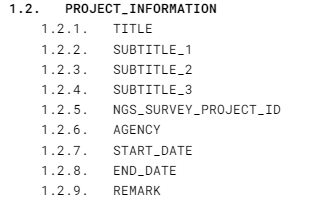 1.2. PROJECT_INFORMATION
1.2.1. TITLE
1.2.2. SUBTITLE_1
1.2.3. SUBTITLE_2
1.2.4. SUBTITLE_3
1.2.5. NGS_SURVEY_PROJECT_ID
1.2.6. AGENCY
1.2.7. START_DATE
1.2.8. END_DATE
1.2.9. REMARK